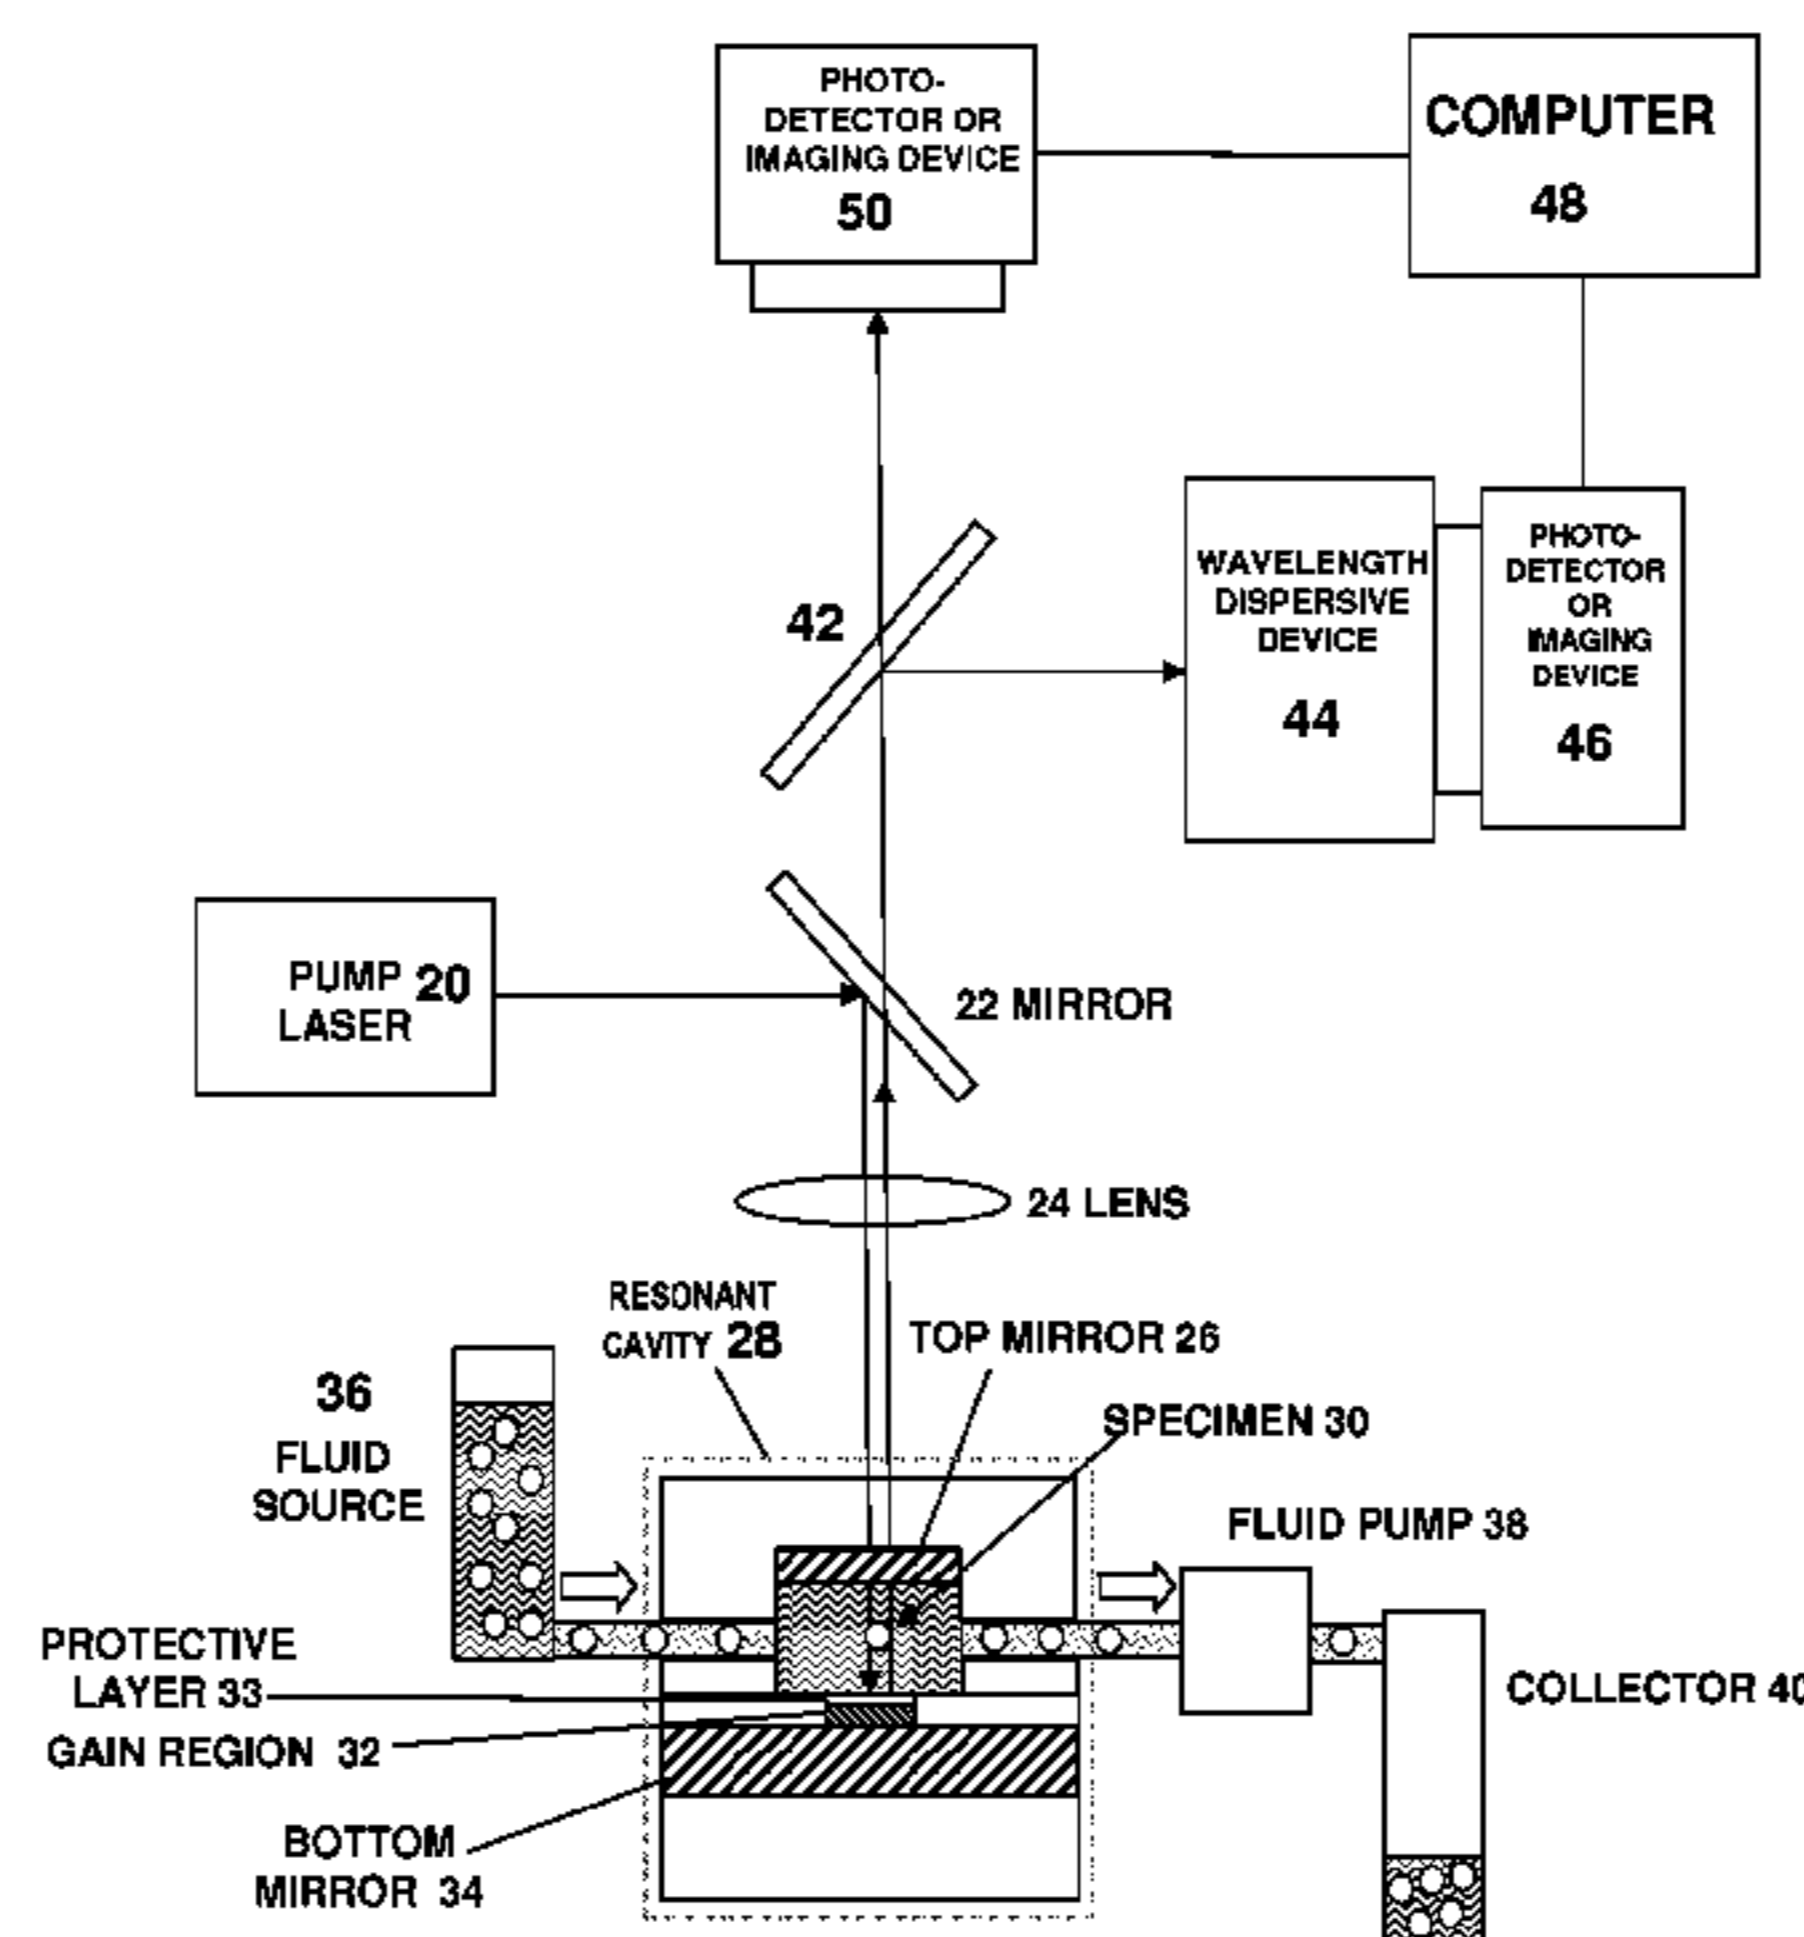 PHOTO-
DETECTOR OR
IMAGING DEVICE
50
COMPUTER
48
WAVELENGTH
DISPERSIVE
DEVICE
44
PHOTO-
DETECTOR
OR
IMAGING
DEVICE
46
42
PUMP 20
LASER
22 MIRROR
24 LENS
RESONANT
CAVITY 28
TOP MIRROR 26
36
FLUID
SOURCE
SPECIMEN 30
FLUID PUMP 38
PROTECTIVE
LAYER 33
COLLECTOR 40
GAIN REGION 32
BOTTOM
MIRROR 34